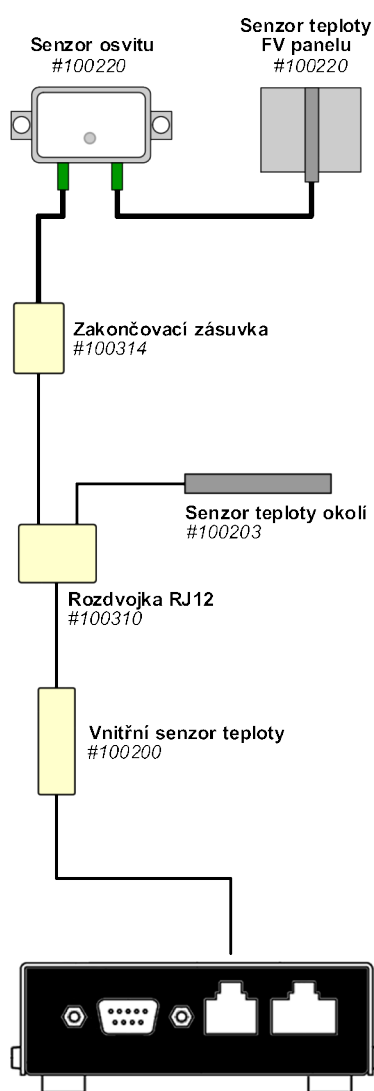 Senzor osvitu
#100220
Senzor teploty
FV panelu
#100220
Zakončovací zásuvka
#100314
Senzor teploty okolí
#100203
Rozdvojka RJ12
#100310
Vnitřní senzor teploty
#100200